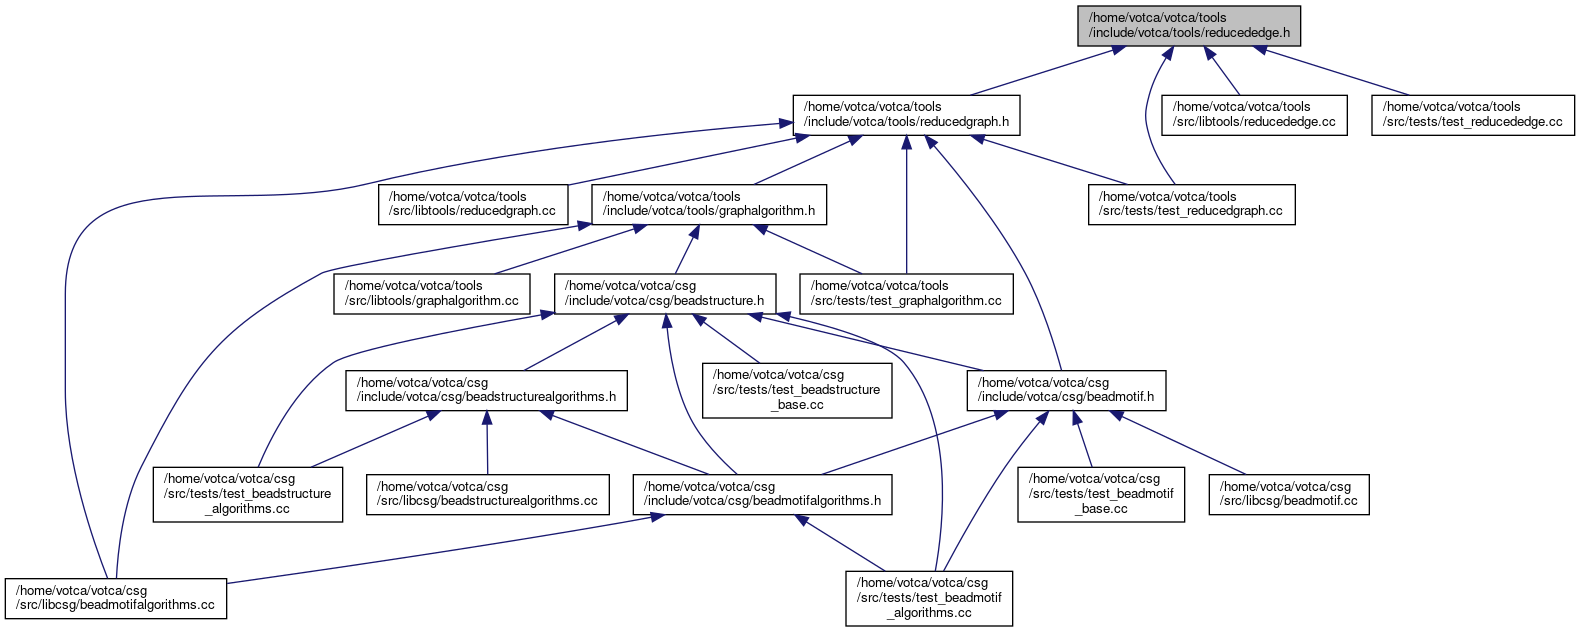 /home/votca/votca/tools
/include/votca/tools/reducededge.h
/home/votca/votca/tools
/include/votca/tools/reducedgraph.h
/home/votca/votca/tools
/src/libtools/reducededge.cc
/home/votca/votca/tools
/src/tests/test_reducededge.cc
/home/votca/votca/tools
/src/libtools/reducedgraph.cc
/home/votca/votca/tools
/include/votca/tools/graphalgorithm.h
/home/votca/votca/tools
/src/tests/test_reducedgraph.cc
/home/votca/votca/tools
/src/libtools/graphalgorithm.cc
/home/votca/votca/csg
/include/votca/csg/beadstructure.h
/home/votca/votca/tools
/src/tests/test_graphalgorithm.cc
/home/votca/votca/csg
/include/votca/csg/beadstructurealgorithms.h
/home/votca/votca/csg
/src/tests/test_beadstructure
_base.cc
/home/votca/votca/csg
/include/votca/csg/beadmotif.h
/home/votca/votca/csg
/src/tests/test_beadstructure
_algorithms.cc
/home/votca/votca/csg
/src/libcsg/beadstructurealgorithms.cc
/home/votca/votca/csg
/include/votca/csg/beadmotifalgorithms.h
/home/votca/votca/csg
/src/tests/test_beadmotif
_base.cc
/home/votca/votca/csg
/src/libcsg/beadmotif.cc
/home/votca/votca/csg
/src/libcsg/beadmotifalgorithms.cc
/home/votca/votca/csg
/src/tests/test_beadmotif
_algorithms.cc